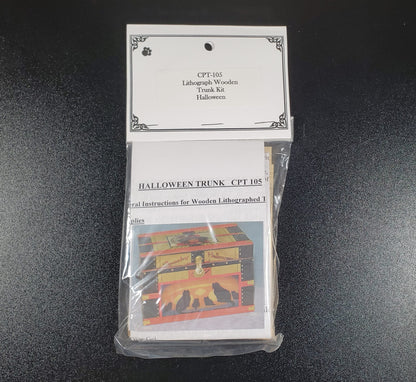 CPT-105
Lithograph Wooden
Trunk Kit
Halloween
HALLOWEEN TRUNK CPT 105
eral Instructions for Wooden Lithographed T
plies